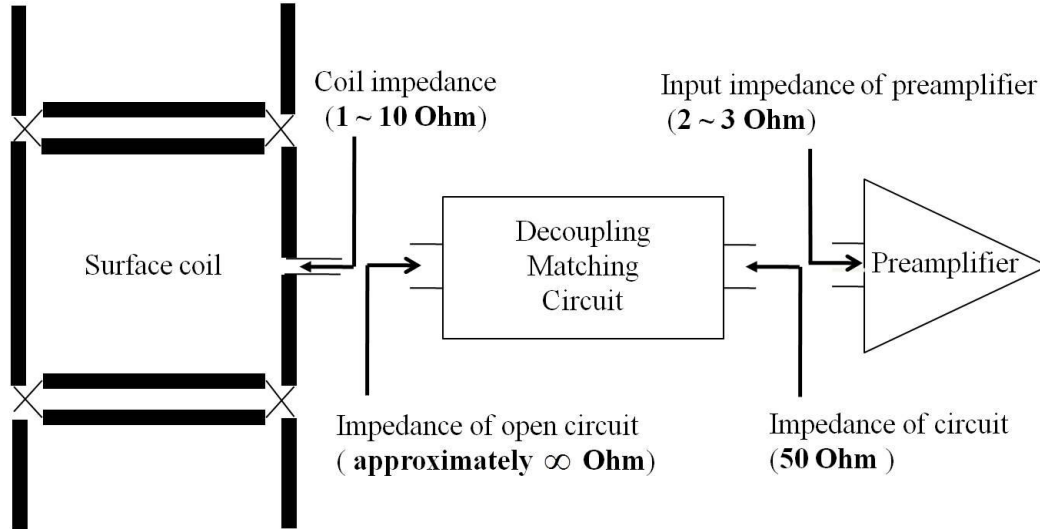 Coil impedance
(1 ~ 10 Ohm)
Input impedance of preamplifier
(2 ~ 3 Ohm)
Surface coil
Decoupling
Matching
Circuit
Preamplifier
Impedance of open circuit
( approximately ∞ Ohm)
Impedance of circuit
(50 Ohm )